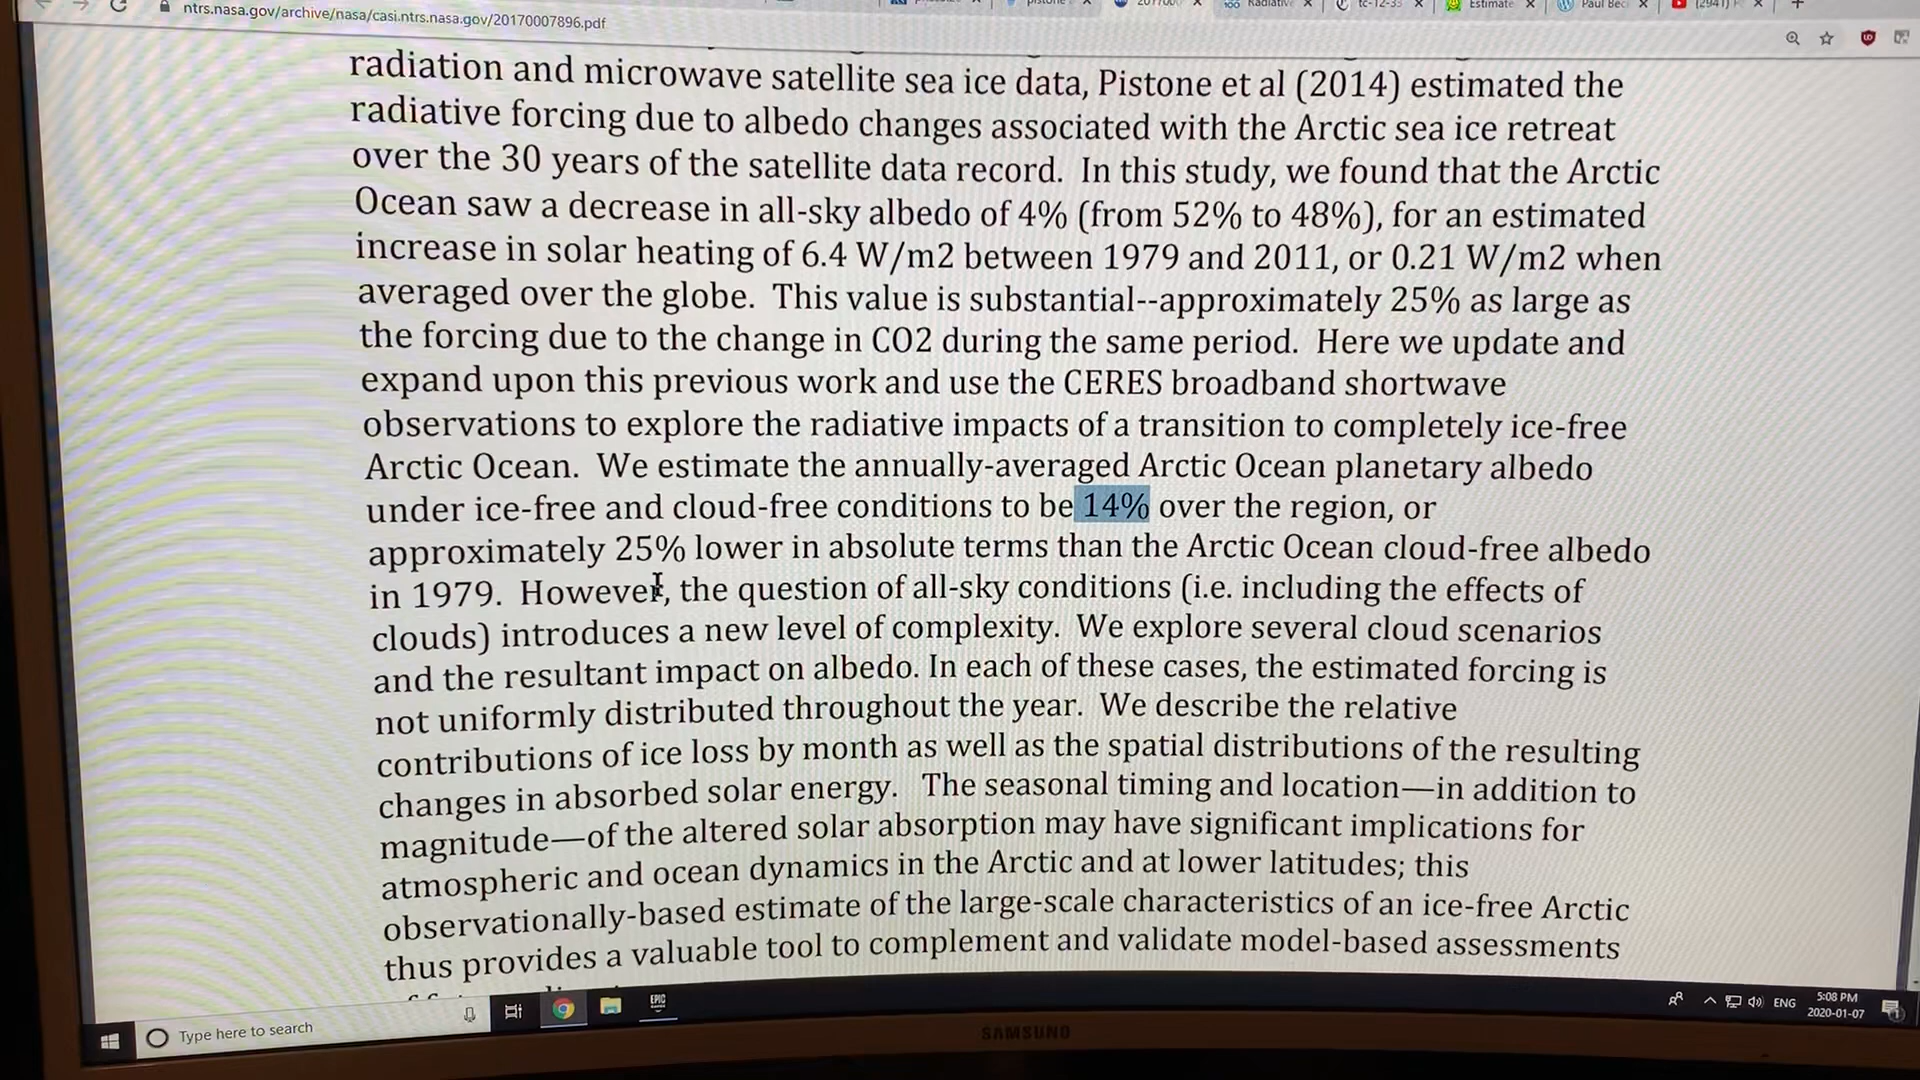 ntrs.nasa.gov/archive/nasa/casi.ntrs.nasa.gov/20170007896.pdf
Radiative
tc-12-33
Estimate
Paul Bec
radiation and microwave satellite sea ice data, Pistone et al (2014) estimated the
radiative forcing due to albedo changes associated with the Arctic sea ice retreat
over the 30 years of the satellite data record. In this study, we found that the Arctic
Ocean saw a decrease in all-sky albedo of 4% (from 52% to 48%), for an estimated
increase in solar heating of 6.4 W/m2 between 1979 and 2011, or 0.21 W/m2 when
averaged over the globe. This value is substantial--approximately 25% as large as
the forcing due to the change in CO2 during the same period. Here we update and
expand upon this previous work and use the CERES broadband shortwave
observations to explore the radiative impacts of a transition to completely ice-free
Arctic Ocean. We estimate the annually-averaged Arctic Ocean planetary albedo
under ice-free and cloud-free conditions to be 14% over the region, or
approximately 25% lower in absolute terms than the Arctic Ocean cloud-free albedo
in 1979. However, the question of all-sky conditions (i.e. including the effects of
clouds) introduces a new level of complexity. We explore several cloud scenarios
and the resultant impact on albedo. In each of these cases, the estimated forcing is
not uniformly distributed throughout the year. We describe the relative
contributions of ice loss by month as well as the spatial distributions of the resulting
changes in absorbed solar energy. The seasonal timing and location—in addition to
magnitude—of the altered solar absorption may have significant implications for
atmospheric and ocean dynamics in the Arctic and at lower latitudes; this
observationally-based estimate of the large-scale characteristics of an ice-free Arctic
thus provides a valuable tool to complement and validate model-based assessments
Type here to search
EPIC
ENG
5:08 PM
2020-01-07
SAMSUNG